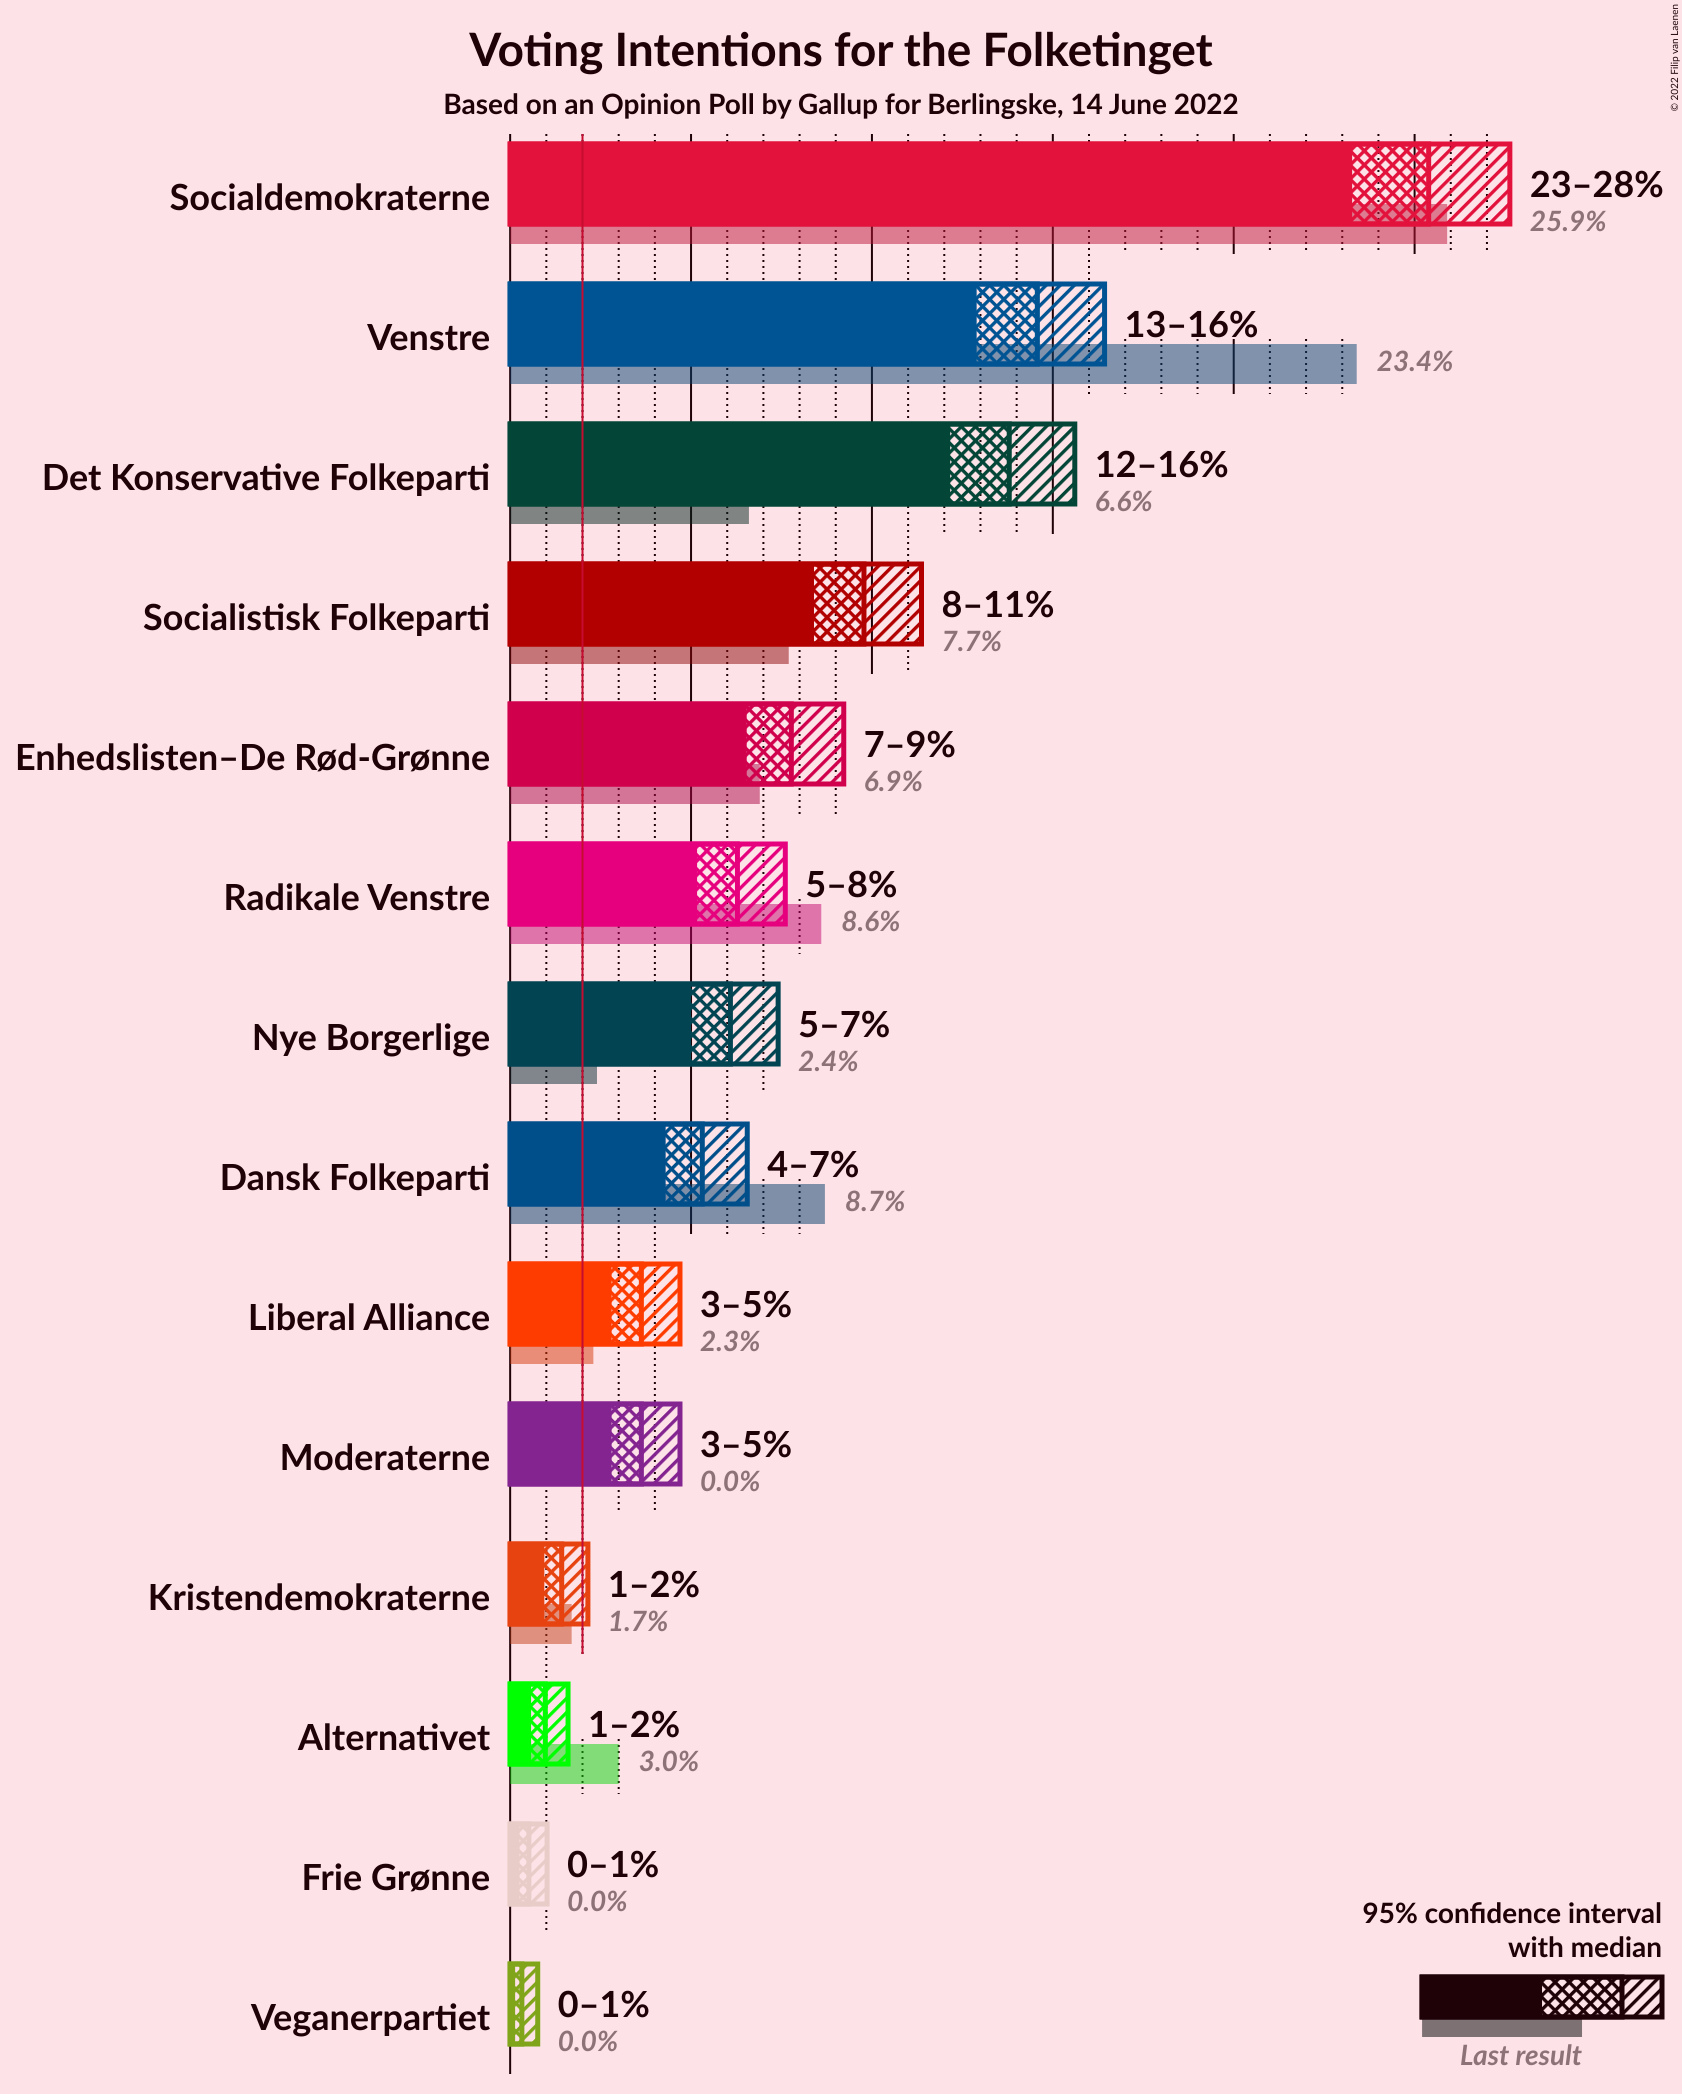 Voting Intentions for the Folketinget
Based on an Opinion Poll by Gallup for Berlingske, 14 June 2022
© 2022 Filip van Laenen
Socialdemokraterne
23–28%
25.9%
Venstre
13–16%
23.4%
Det Konservative Folkeparti
12–16%
6.6%
Socialistisk Folkeparti
8–11%
7.7%
Enhedslisten–De Rød-Grønne
7–9%
6.9%
Radikale Venstre
5–8%
8.6%
Nye Borgerlige
5–7%
2.4%
Dansk Folkeparti
4–7%
8.7%
Liberal Alliance
3–5%
2.3%
Moderaterne
3–5%
0.0%
Kristendemokraterne
1–2%
1.7%
Alternativet
1–2%
3.0%
Frie Grønne
0–1%
0.0%
Veganerpartiet
0–1%
0.0%
95% confidence interval
with median
Last result